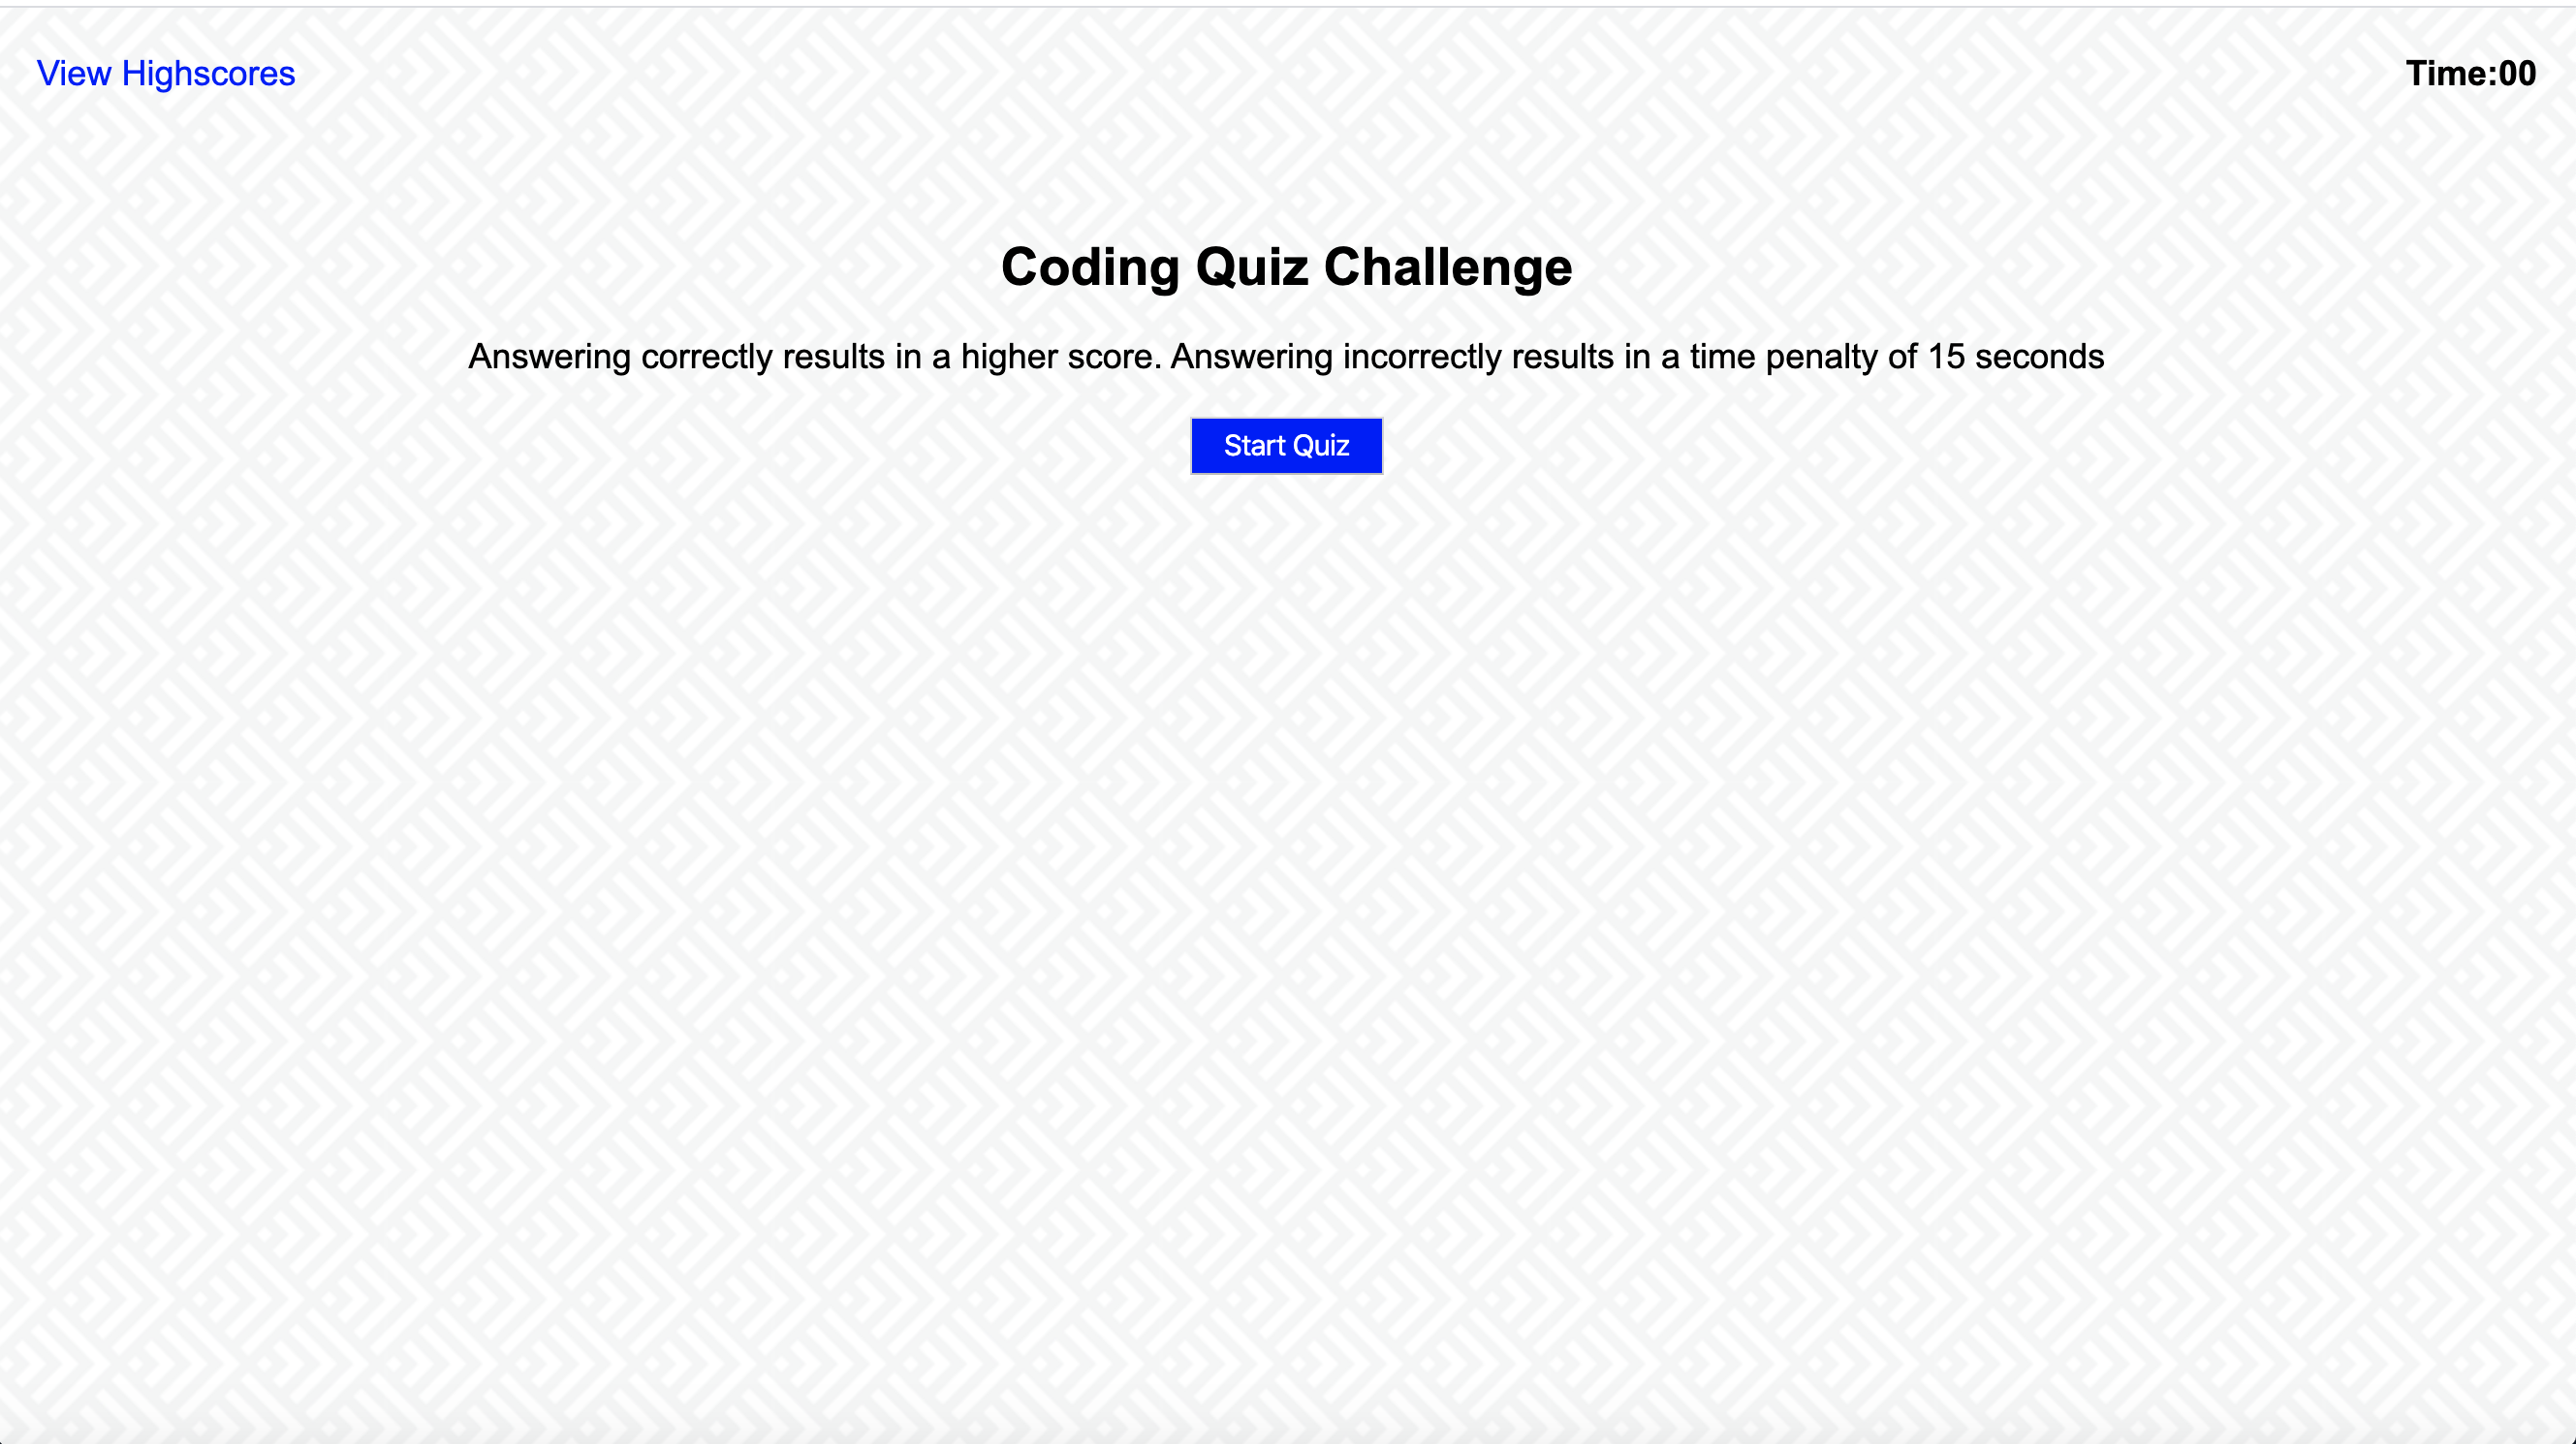 View Highscores
Time:00
Coding Quiz Challenge
Answering correctly results in a higher score. Answering incorrectly results in a time penalty of 15 seconds
Start Quiz